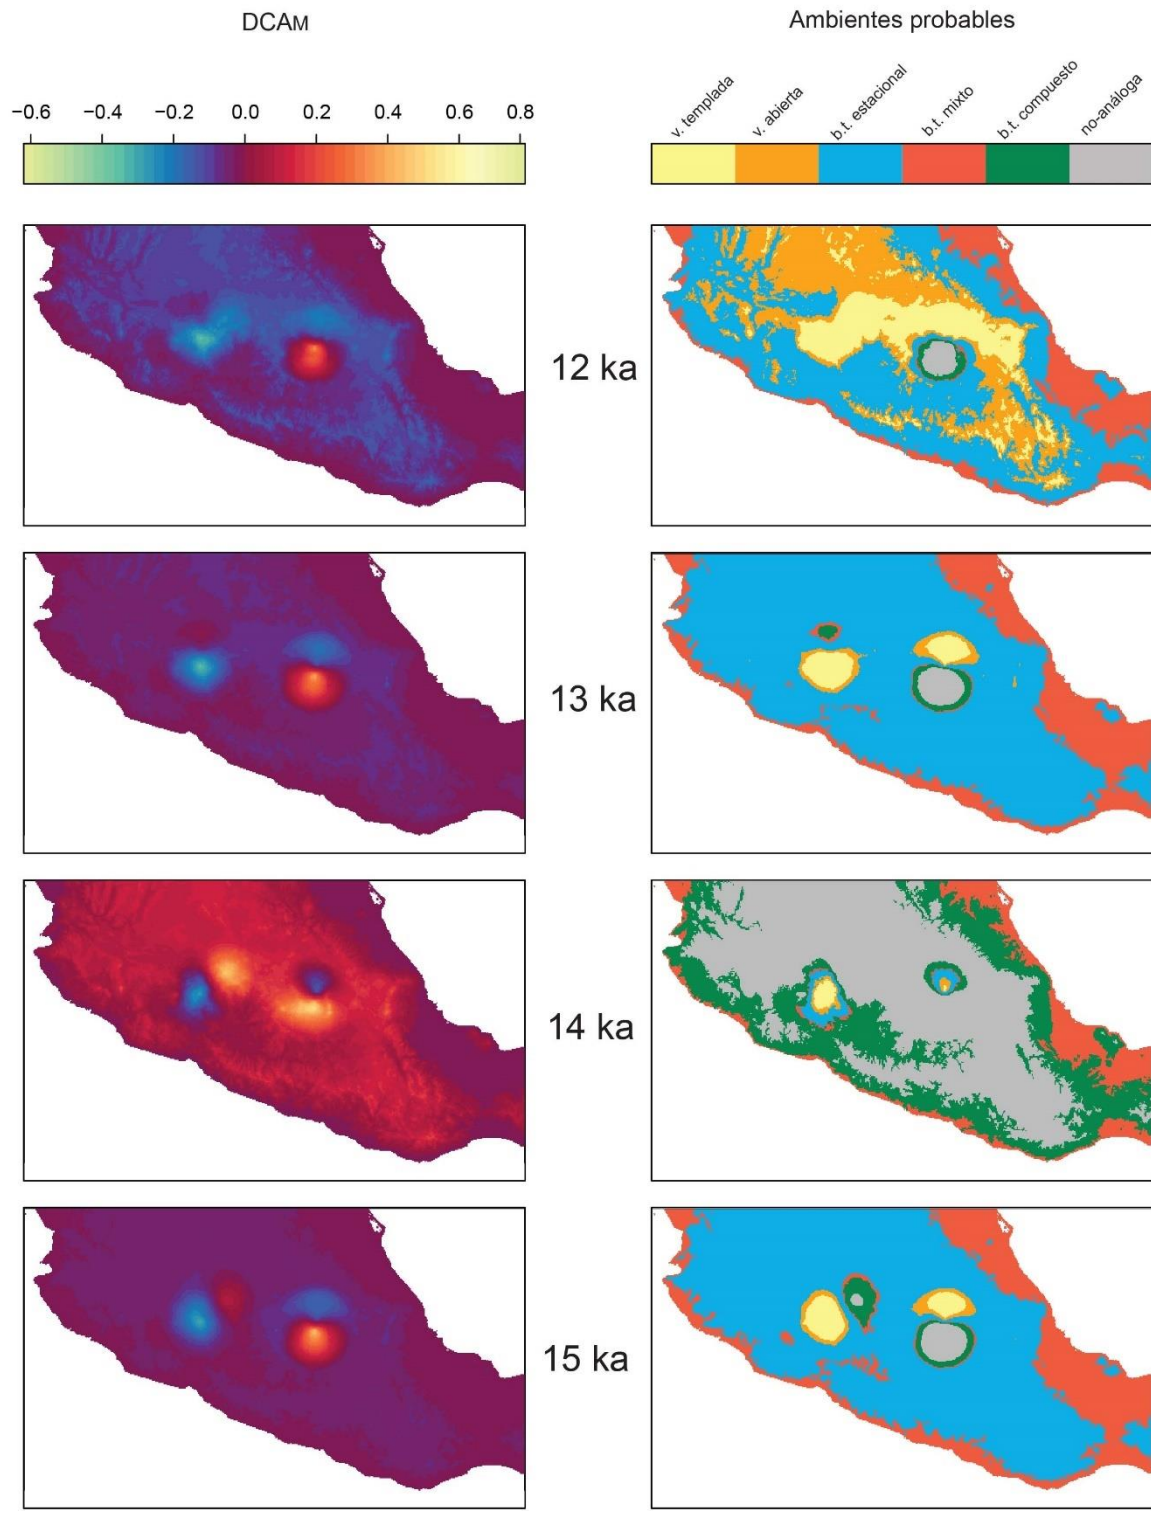 DCAM
Ambientes probables
−0.6 −0.4 −0.2 0.0 0.2 0.4 0.6 0.8
v. templada
v. abierta
b.t. estacional
b.t. mixto
b.t. compuesto
no-análoga
12 ka
13 ka
14 ka
15 ka